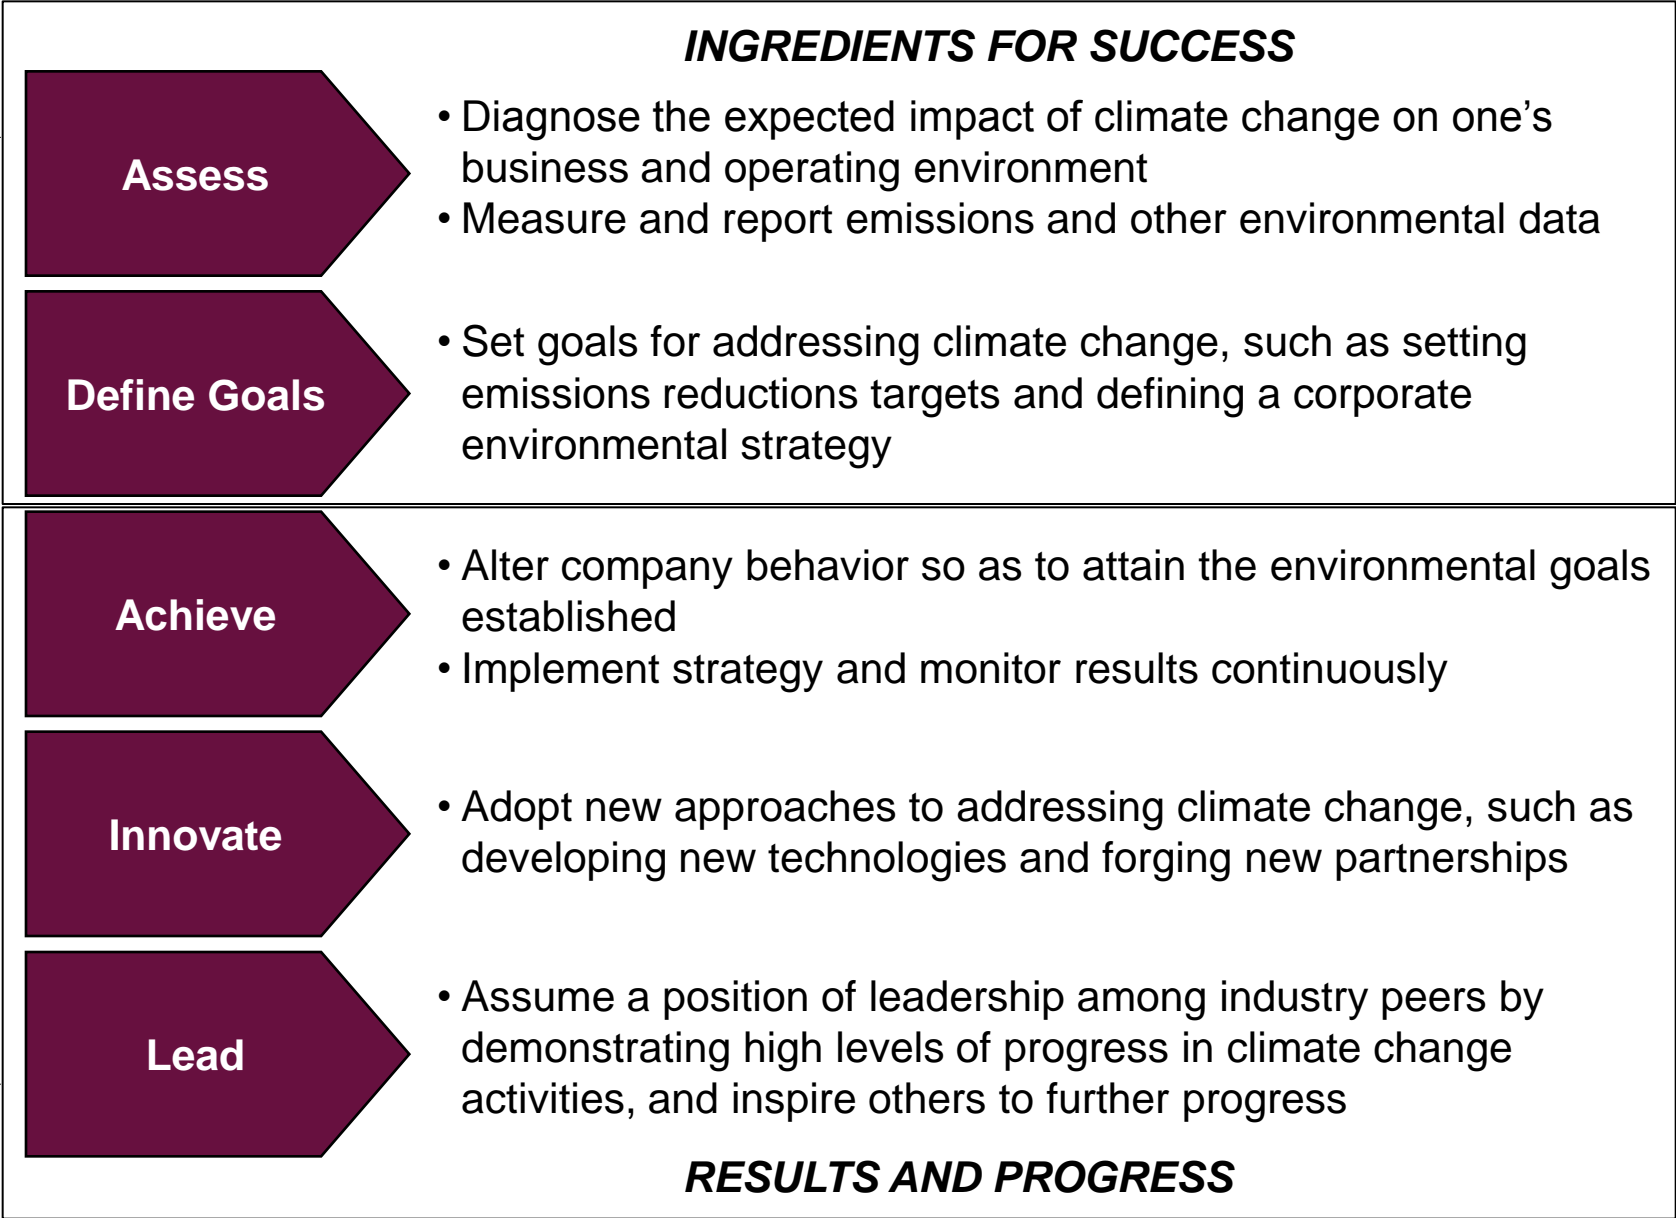 INGREDIENTS FOR SUCCESS
Assess
• Diagnose the expected impact of climate change on one’s
business and operating environment
• Measure and report emissions and other environmental data
Define Goals
• Set goals for addressing climate change, such as setting
emissions reductions targets and defining a corporate
environmental strategy
Achieve
• Alter company behavior so as to attain the environmental goals
established
• Implement strategy and monitor results continuously
Innovate
• Adopt new approaches to addressing climate change, such as
developing new technologies and forging new partnerships
Lead
• Assume a position of leadership among industry peers by
demonstrating high levels of progress in climate change
activities, and inspire others to further progress
RESULTS AND PROGRESS